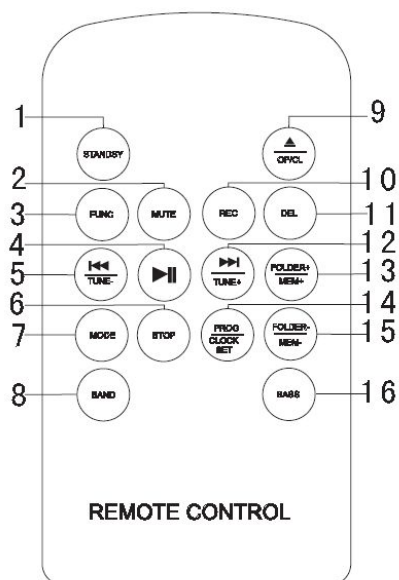 1
9
STANDBY
OP/CL
2
10
3
FUNC
MUTE
REC
DEL
11
4
12
5
TUNE-
TUNE+
FOLDER+
MEM+
13
6
14
7
MODE
STOP
PROG
CLOCK
SET
FOLDER-
MEM-
15
8
BAND
BASS
16
REMOTE CONTROL